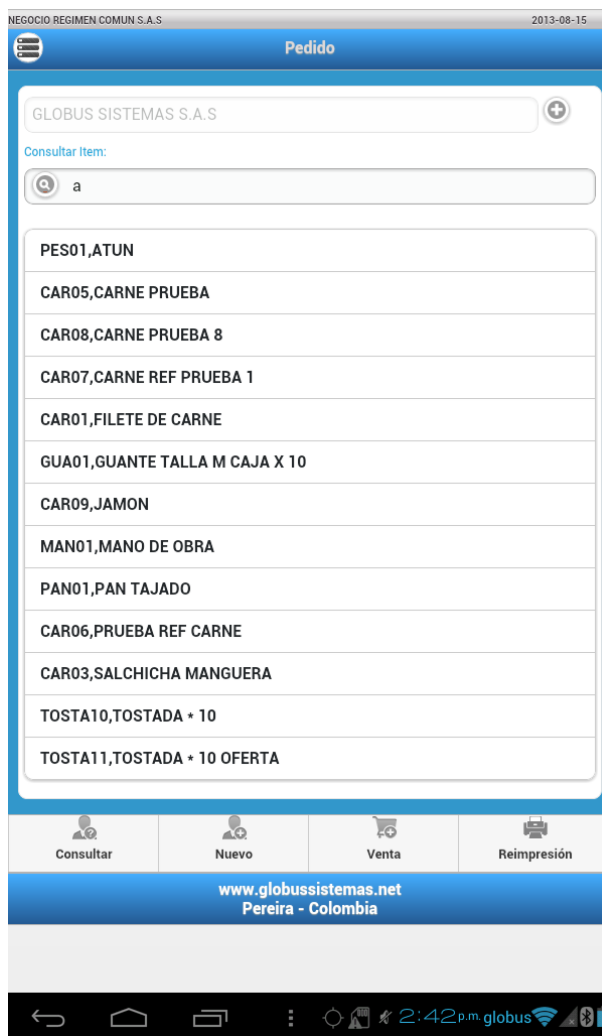 NEGOCIO REGIMEN COMUN S.A.S 2013-08-15
Pedido
GLOBUS SISTEMAS S.A.S
Consultar Item:
a
PES01,ATUN
CAR05,CARNE PRUEBA
CAR08,CARNE PRUEBA 8
CAR07,CARNE REF PRUEBA 1
CAR01,FILETE DE CARNE
GUA01,GUANTE TALLA M CAJA X 10
CAR09,JAMON
MAN01,MANO DE OBRA
PAN01,PAN TAJADO
CAR06,PRUEBA REF CARNE
CAR03,SALCHICHA MANGUERA
TOSTA10,TOSTADA * 10
TOSTA11,TOSTADA * 10 OFERTA
Consultar Nuevo Venta Reimpresión
www.globussistemas.net
Pereira - Colombia
2:42 p.m. globus